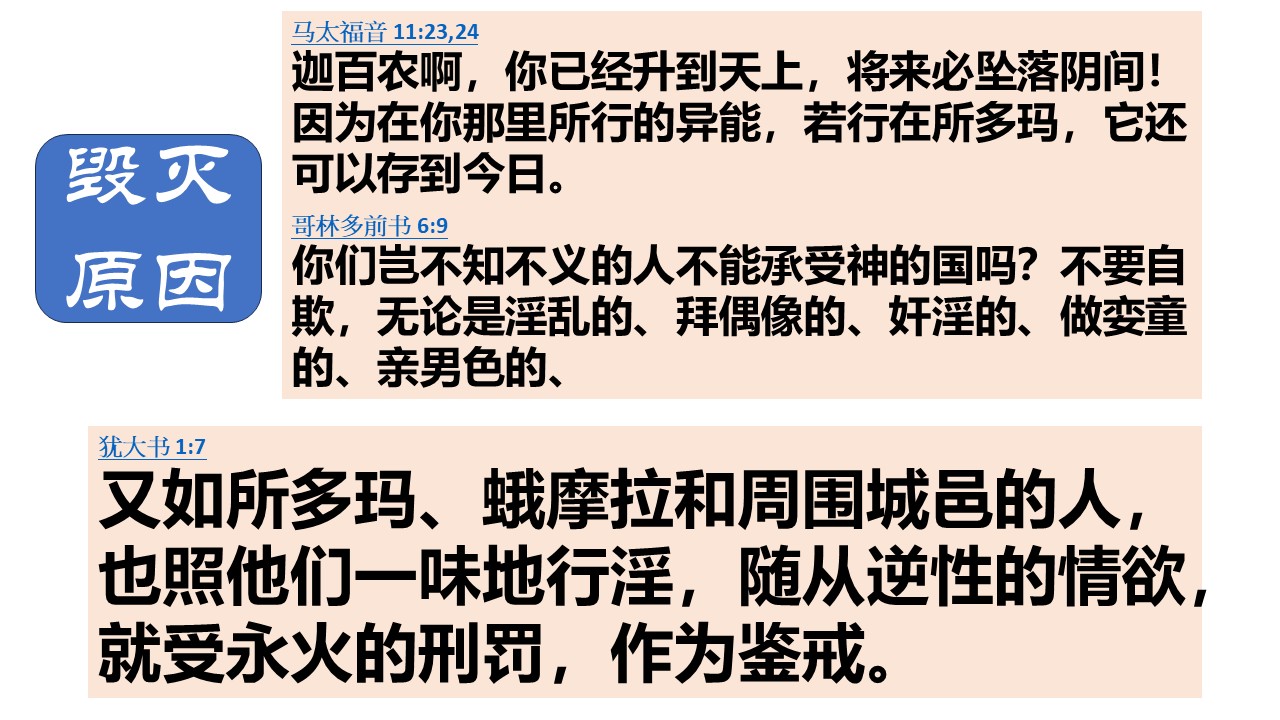 毁灭
原因
马太福音 11:23,24
迦百农啊，你已经升到天上，将来必坠落阴间！
因为在你那里所行的异能，若行在所多玛，它还
可以存到今日。
哥林多前书 6:9
你们岂不知不义的人不能承受神的国吗？不要自
欺，无论是淫乱的、拜偶像的、奸淫的、做娈童
的、亲男色的、
犹大书 1:7
又如所多玛、蛾摩拉和周围城邑的人，
也照他们一味地行淫，随从逆性的情欲，
就受永火的刑罚，作为鉴戒。